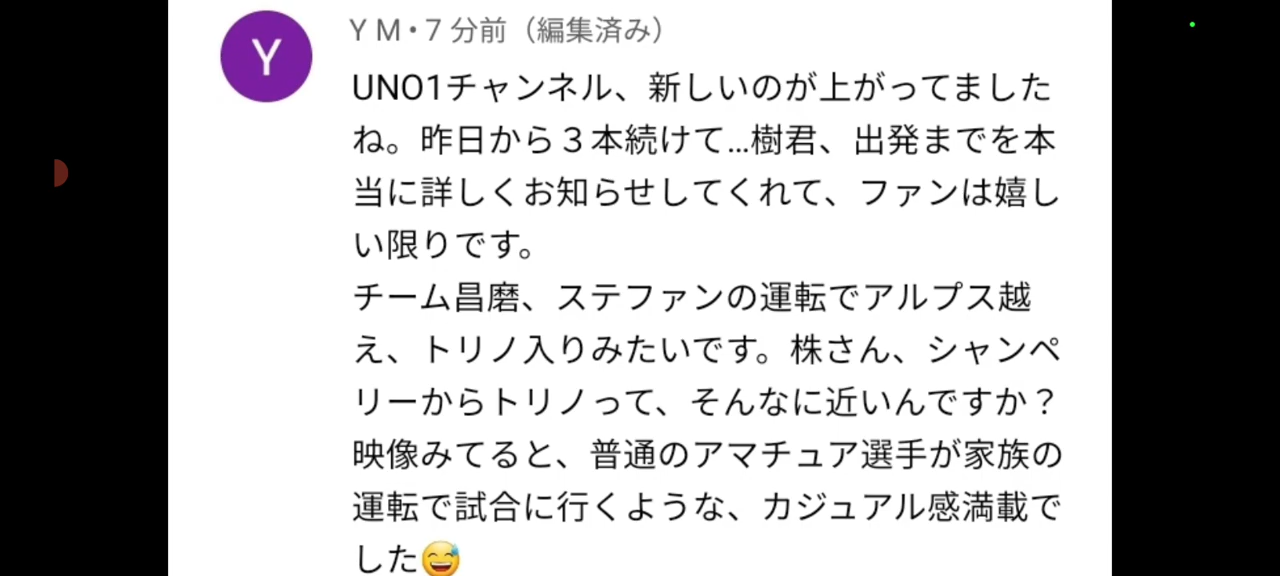 Y
Y M • 7 分前（編集済み）
UNO1チャンネル、新しいのが上がってました
ね。昨日から３本続けて…樹君、出発までを本
当に詳しくお知らせしてくれて、ファンは嬉し
い限りです。
チーム昌磨、ステファンの運転でアルプス越
え、トリノ入りみたいです。株さん、シャンペ
リーからトリノって、そんなに近いんですか？
映像みてると、普通のアマチュア選手が家族の
運転で試合に行くような、カジュアル感満載で
した😅